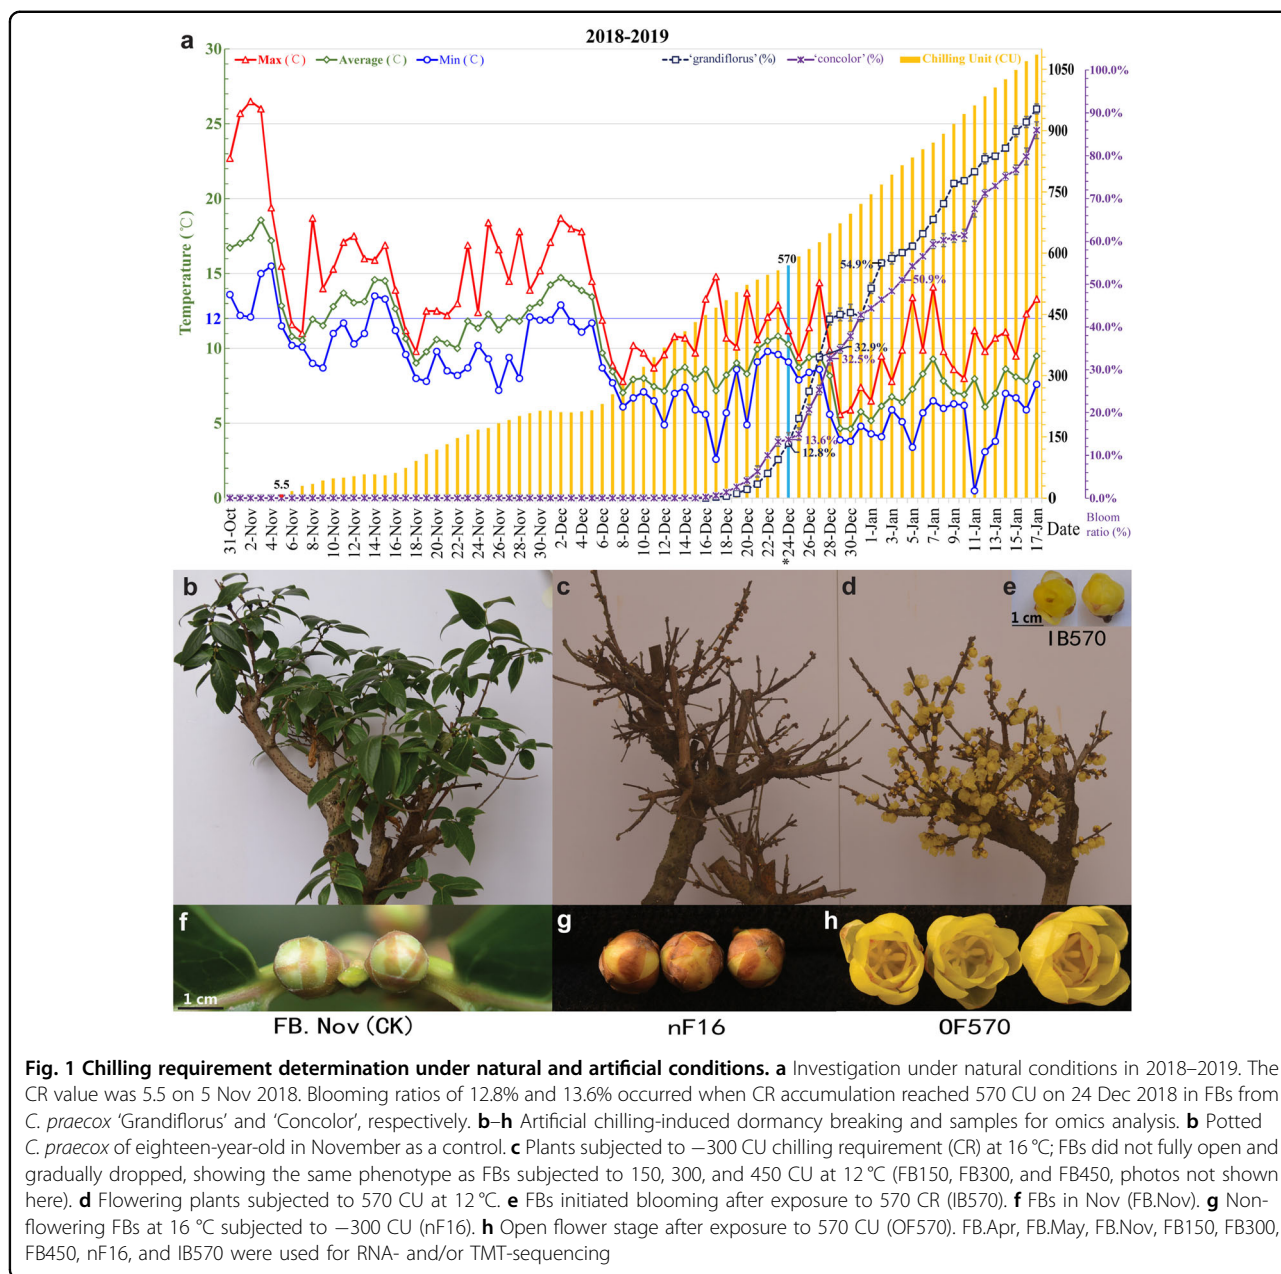 a
2018-2019
Max (℃) Average (℃) Min (℃) 'grandiflorus' (%) 'concolor' (%) Chilling Unit (CU)
Temperature (℃)
30
25
20
15
12
10
5
0
1050
900
750
600
450
300
150
0
100.0%
90.0%
80.0%
70.0%
60.0%
50.0%
40.0%
30.0%
20.0%
10.0%
0.0%
5.5
570
54.9%
50.9%
32.9%
32.5%
13.6%
12.8%
31-Oct 2-Nov 4-Nov 6-Nov 8-Nov 10-Nov 12-Nov 14-Nov 16-Nov 18-Nov 20-Nov 22-Nov 24-Nov 26-Nov 28-Nov 30-Nov 2-Dec 4-Dec 6-Dec 8-Dec 10-Dec 12-Dec 14-Dec 16-Dec 18-Dec 20-Dec 22-Dec *24-Dec 26-Dec 28-Dec 30-Dec 1-Jan 3-Jan 5-Jan 7-Jan 9-Jan 11-Jan 13-Jan 15-Jan 17-Jan
Date
Bloom
ratio (%)
b
c
d
e
1 cm
IB570
f
1 cm
g
h
FB. Nov (CK)
nF16
OF570
Fig. 1 Chilling requirement determination under natural and artificial conditions. a Investigation under natural conditions in 2018–2019. The
CR value was 5.5 on 5 Nov 2018. Blooming ratios of 12.8% and 13.6% occurred when CR accumulation reached 570 CU on 24 Dec 2018 in FBs from
C. praecox 'Grandiflorus' and 'Concolor', respectively. b–h Artificial chilling-induced dormancy breaking and samples for omics analysis. b Potted
C. praecox of eighteen-year-old in November as a control. c Plants subjected to −300 CU chilling requirement (CR) at 16 °C; FBs did not fully open and
gradually dropped, showing the same phenotype as FBs subjected to 150, 300, and 450 CU at 12 °C (FB150, FB300, and FB450, photos not shown
here). d Flowering plants subjected to 570 CU at 12 °C. e FBs initiated blooming after exposure to 570 CR (IB570). f FBs in Nov (FB.Nov). g Non-
flowering FBs at 16 °C subjected to −300 CU (nF16). h Open flower stage after exposure to 570 CU (OF570). FB.Apr, FB.May, FB.Nov, FB150, FB300,
FB450, nF16, and IB570 were used for RNA- and/or TMT-sequencing